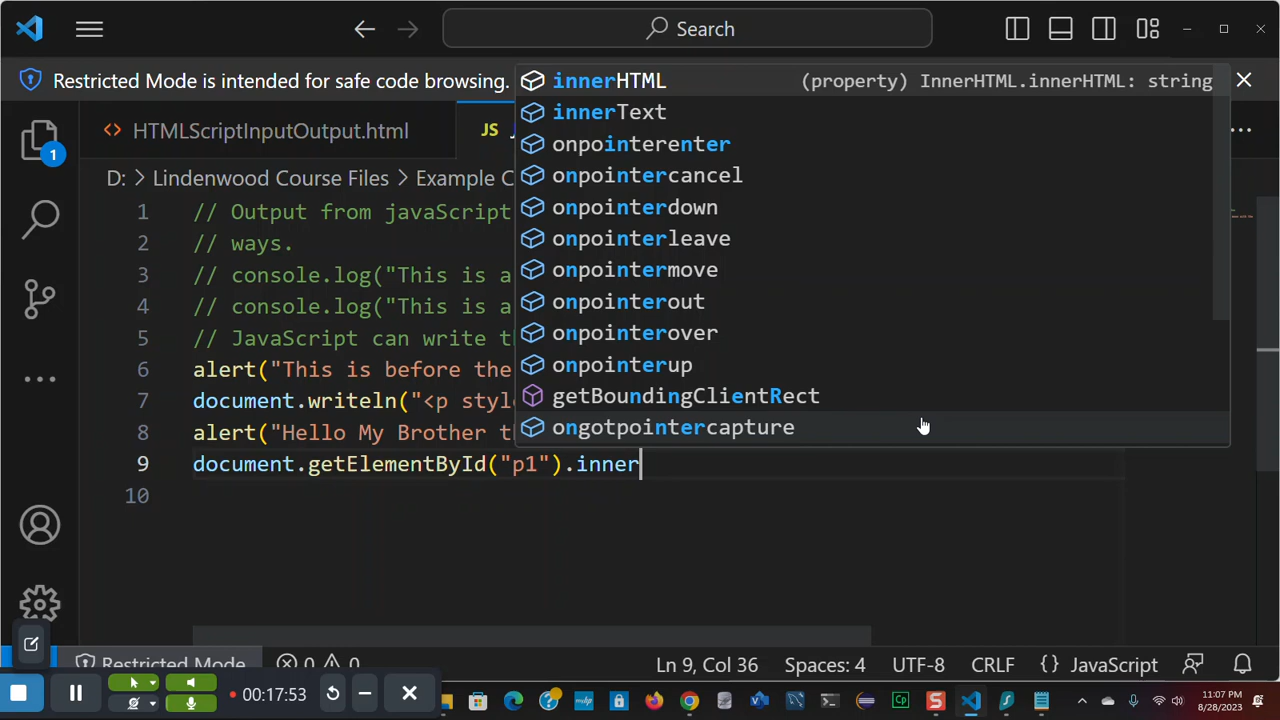 Search
Restricted Mode is intended for safe code browsing.
innerHTML (property) InnerHTML.innerHTML: string
innerText
onpointerenter
onpointercancel
onpointerdown
onpointerleave
onpointermove
onpointerout
onpointerover
onpointerup
getBoundingClientRect
ongotpointercapture
<> HTMLScriptInputOutput.html JS
1
D: > Lindenwood Course Files > Example C
1 // Output from javaScript
2 // ways.
3 // console.log("This is a
4 // console.log("This is a
5 // JavaScript can write t
6 alert("This is before the
7 document.writeln("<p styl
8 alert("Hello My Brother t
9 document.getElementById("p1").inner
10
Restricted Mode 0 0 Ln 9, Col 36 Spaces: 4 UTF-8 CRLF {} JavaScript
00:17:53
11:07 PM
8/28/2023